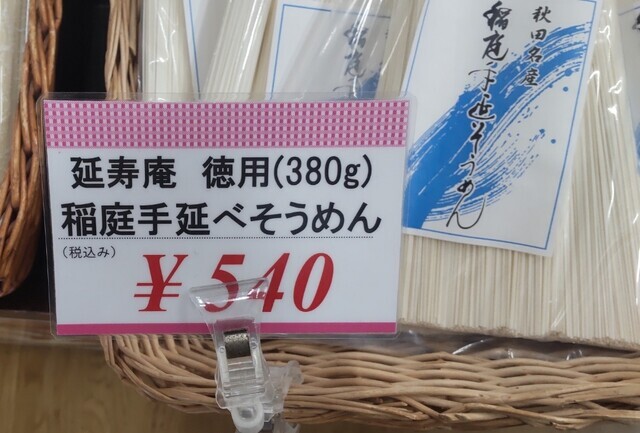 延寿庵 徳用(380g)
稲庭手延べそうめん
(税込み)
¥540
秋田名産
稲庭手延そうめん